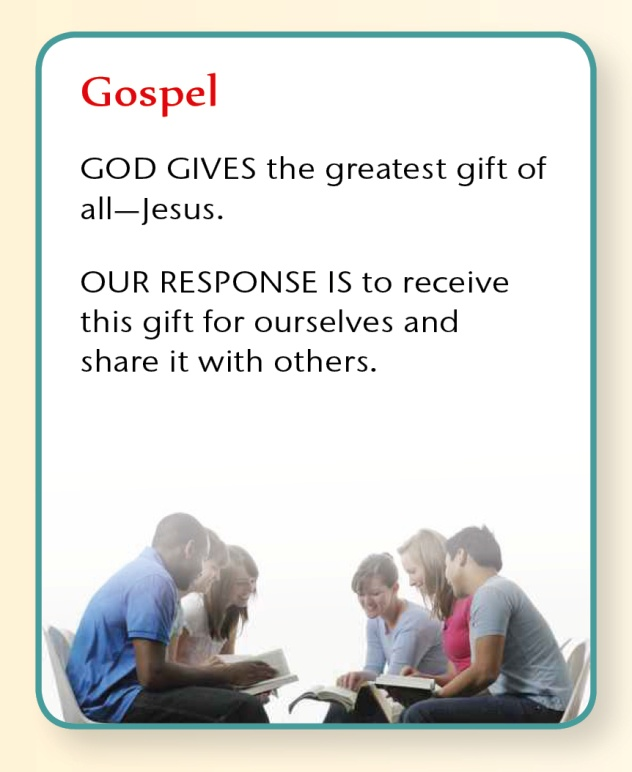 Gospel
GOD GIVES the greatest gift of
all—Jesus.
OUR RESPONSE IS to receive
this gift for ourselves and
share it with others.